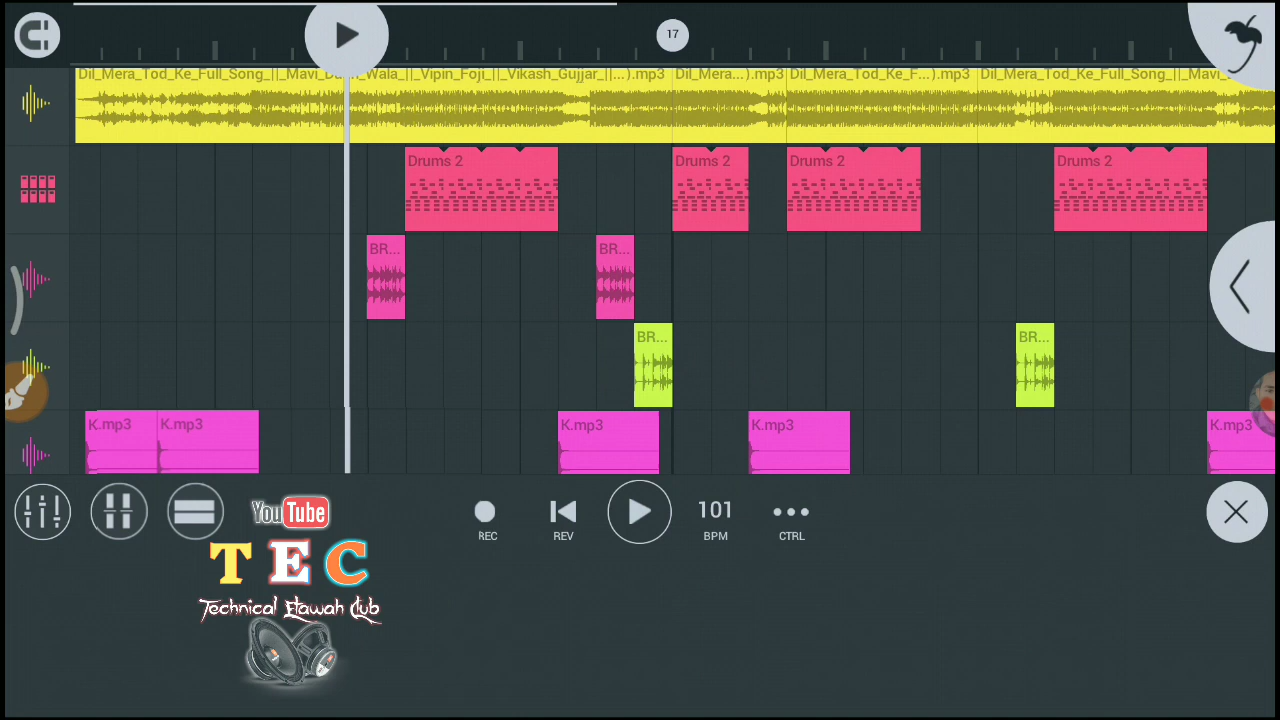 17
Dil_Mera_Tod_Ke_Full_Song_||_Mavi_Du Wala_||_Vipin_Foji_||_Vikash_Gujjar_||...).mp3 Dil_Mera...).mp3 Dil_Mera_Tod_Ke_F...).mp3 Dil_Mera_Tod_Ke_Full_Song_||_Mavi_
Drums 2 Drums 2 Drums 2 Drums 2
BR... BR...
BR... BR...
K.mp3 K.mp3 K.mp3 K.mp3 K.mp3
REC REV 101 BPM CTRL
YouTube
TEC
Technical Etawah Club